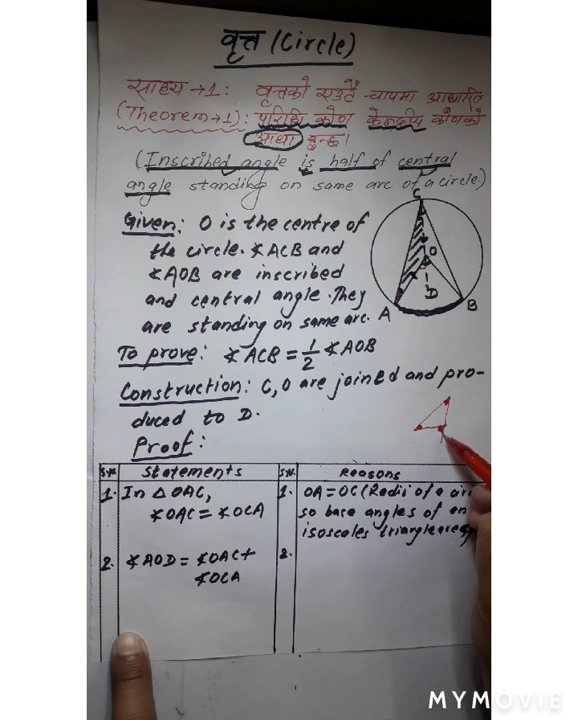 वृत्त (Circle)
साध्य → 1: वृत्तको एउटै चापमा आधारित
(Theorem → 1): परिधि कोण केन्द्रीय कोणको
आधा हुन्छ।
(Inscribed angle is half of central
angle standing on same arc of a circle)
Given: O is the centre of
the circle. ∡ACB and
∡AOB are inscribed
and central angle. They
are standing on same arc.
C
O
D
A
B
To prove: ∡ACB = 1/2 ∡AOB
Construction: C, O are joined and pro-
duced to D.
Proof:
S.N. Statements S.N. Reasons
1. In △OAC, 1. OA = OC (Radii of a
∡OAC = ∡OCA so base angles of
isosceles triangle are
2. ∡AOD = ∡OAC + 2.
∡OCA
MYMOVIE